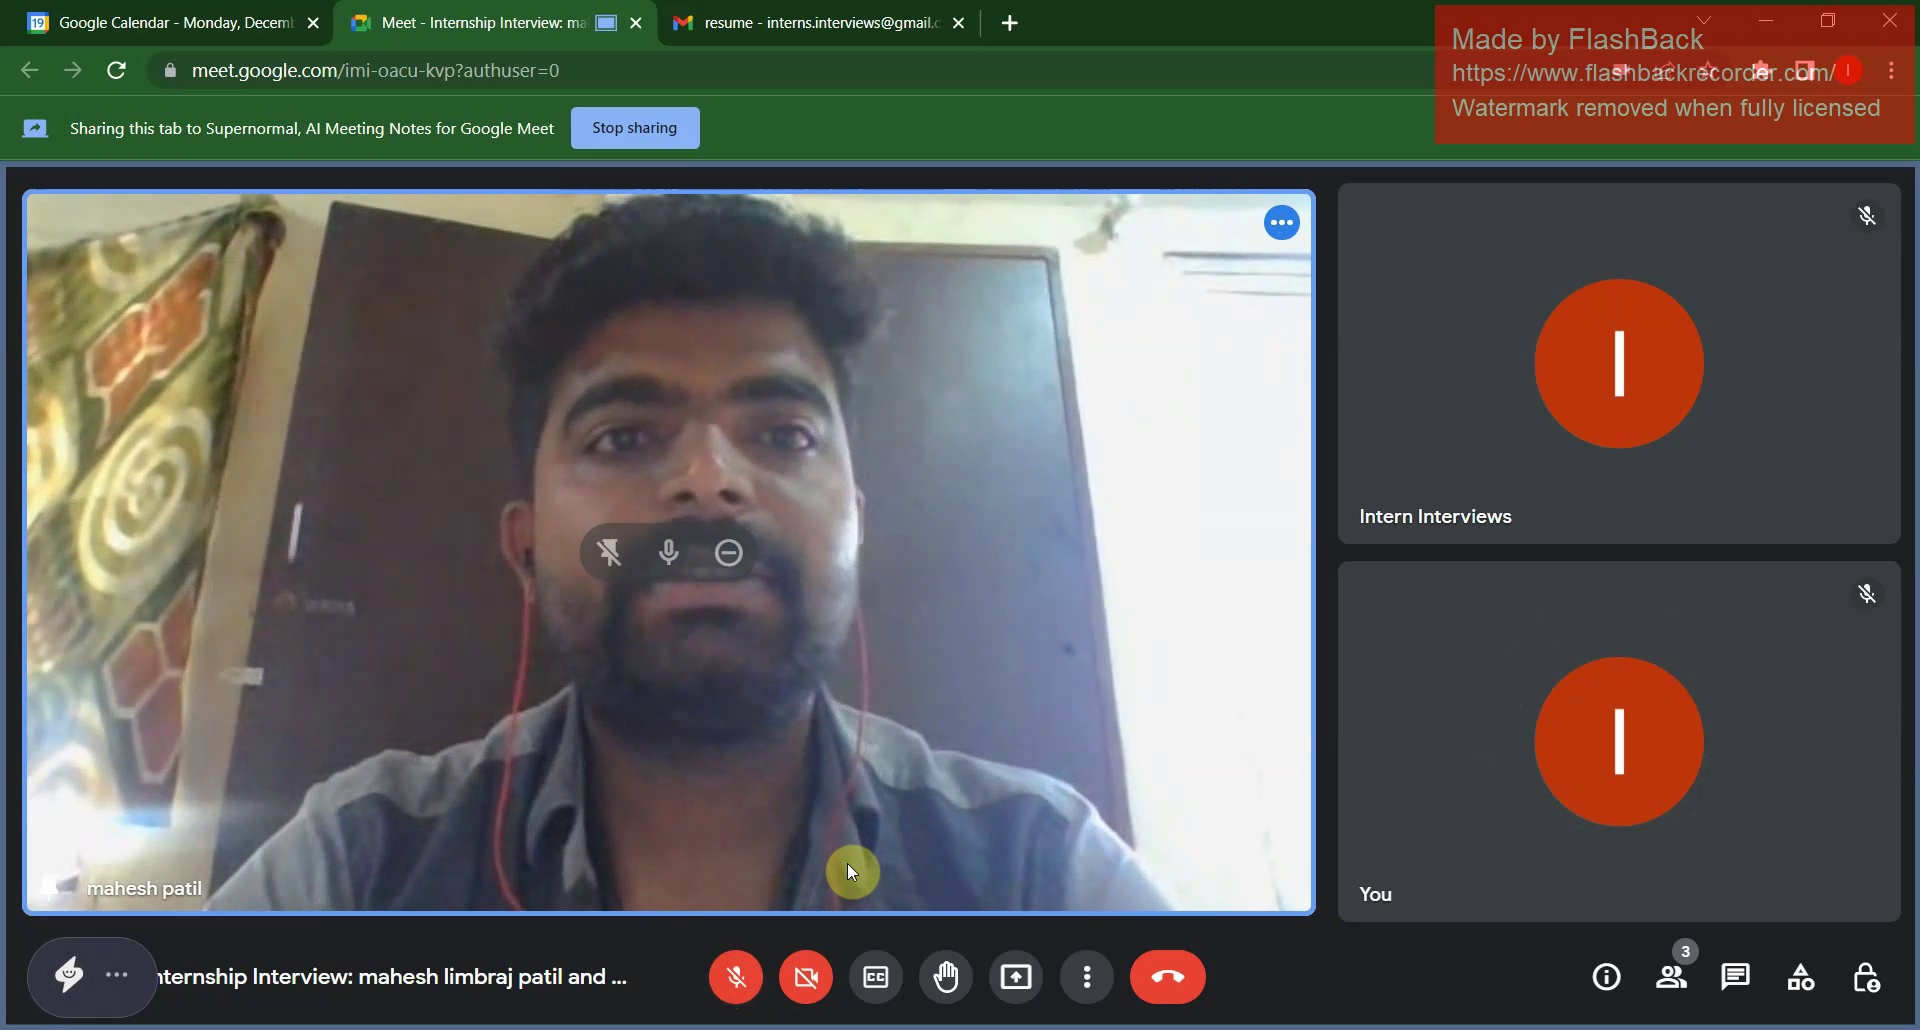 Google Calendar - Monday, Decem
Meet - Internship Interview: ma
resume - interns.interviews@gmail.c
Made by FlashBack
https://www.flashbackrecorder.com/
Watermark removed when fully licensed
meet.google.com/imi-oacu-kvp?authuser=0
Sharing this tab to Supernormal, AI Meeting Notes for Google Meet
Stop sharing
I
Intern Interviews
I
You
mahesh patil
nternship Interview: mahesh limbraj patil and ...
3